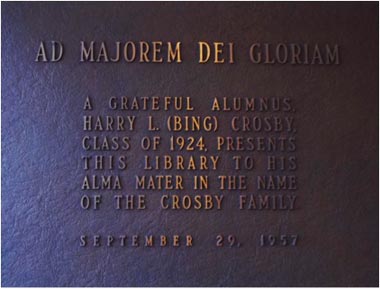 AD MAJOREM DEI GLORIAM
A GRATEFUL ALUMNUS,
HARRY L. (BING) CROSBY,
CLASS OF 1924, PRESENTS
THIS LIBRARY TO HIS
ALMA MATER IN THE NAME
OF THE CROSBY FAMILY
SEPTEMBER 29, 1957